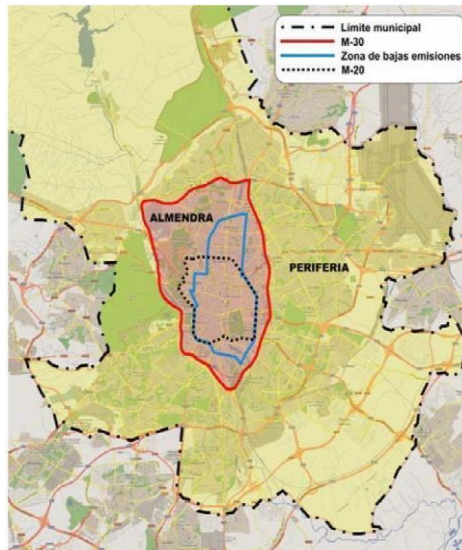 Límite municipal
M-30
Zona de bajas emisiones
M-20
ALMENDRA
PERIFERIA